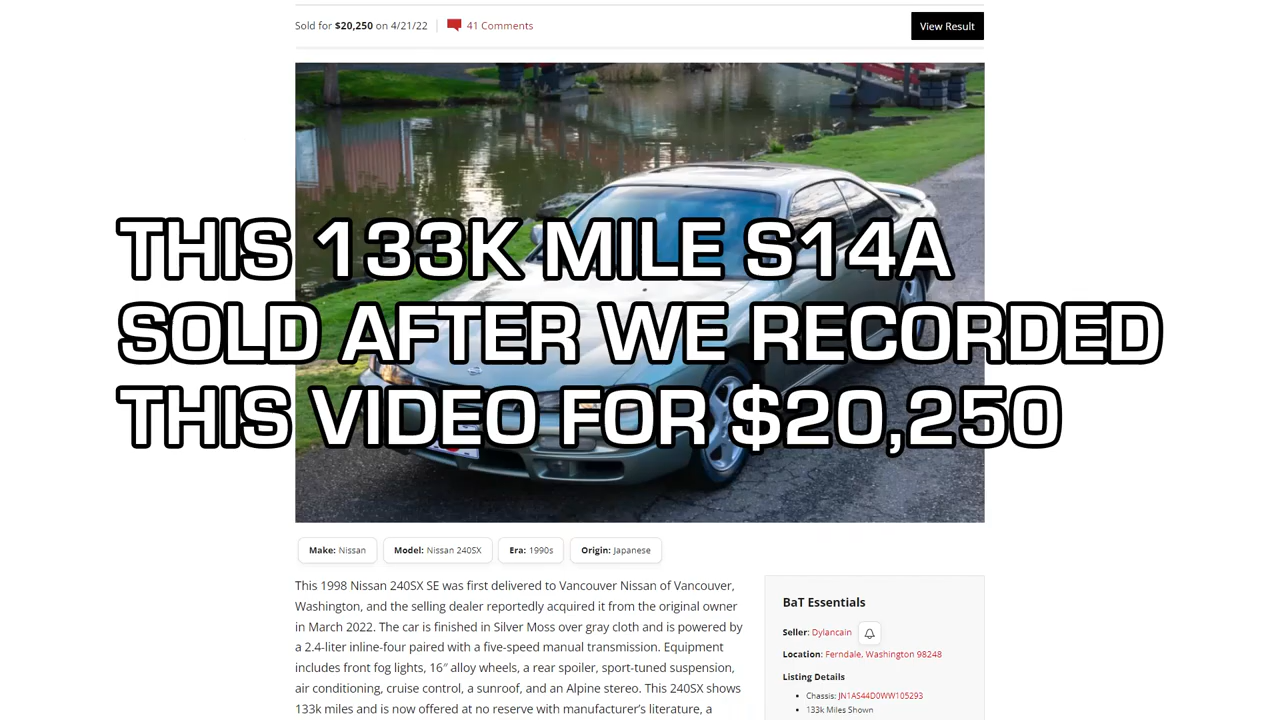 Sold for $20,250 on 4/21/22 41 Comments View Result
THIS 133K MILE S14A
SOLD AFTER WE RECORDED
THIS VIDEO FOR $20,250
Make: Nissan Model: Nissan 240SX Era: 1990s Origin: Japanese
This 1998 Nissan 240SX SE was first delivered to Vancouver Nissan of Vancouver,
Washington, and the selling dealer reportedly acquired it from the original owner
in March 2022. The car is finished in Silver Moss over gray cloth and is powered by
a 2.4-liter inline-four paired with a five-speed manual transmission. Equipment
includes front fog lights, 16″ alloy wheels, a rear spoiler, sport-tuned suspension,
air conditioning, cruise control, a sunroof, and an Alpine stereo. This 240SX shows
133k miles and is now offered at no reserve with manufacturer's literature, a
BaT Essentials
Seller: Dylancain
Location: Ferndale, Washington 98248
Listing Details
• Chassis: JN1AS44D0WW105293
• 133k Miles Shown